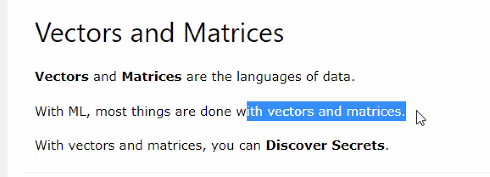 Vectors and Matrices
Vectors and Matrices are the languages of data.
With ML, most things are done with vectors and matrices.
With vectors and matrices, you can Discover Secrets.